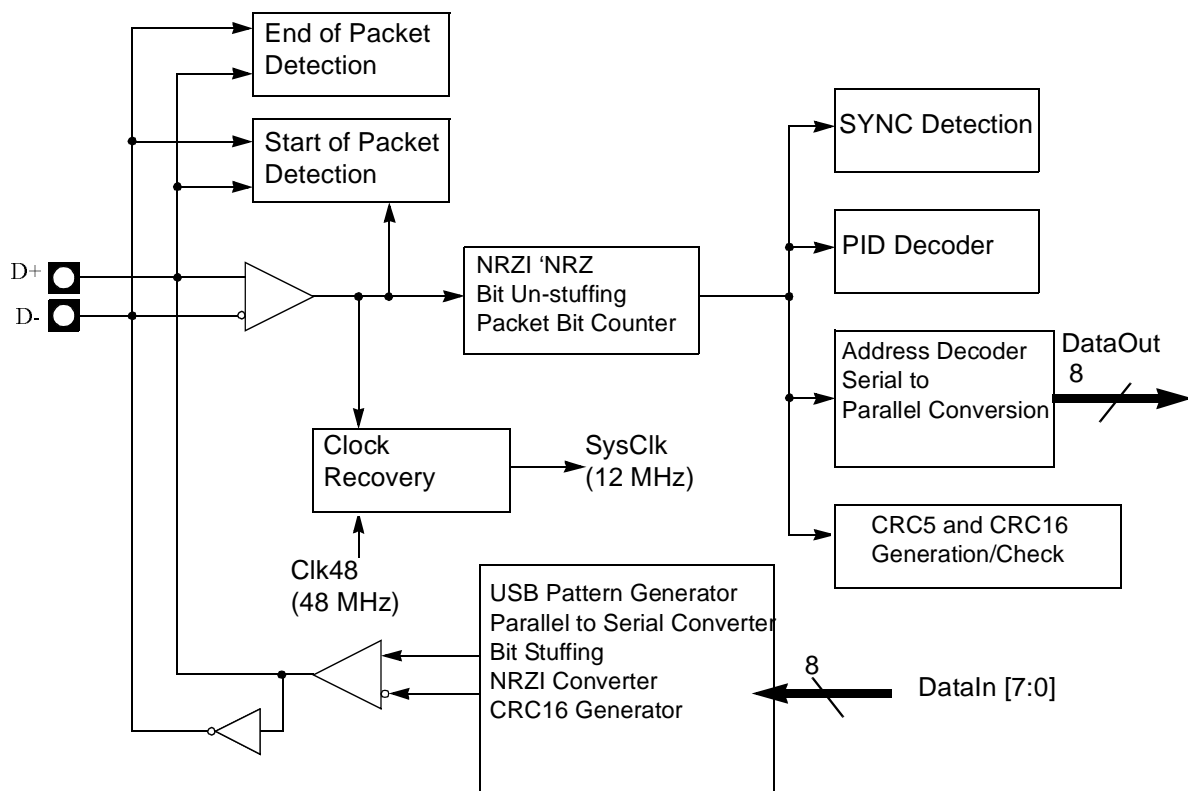 End of Packet
Detection
Start of Packet
Detection
SYNC Detection
PID Decoder
D+
D-
NRZI ‘NRZ
Bit Un-stuffing
Packet Bit Counter
Address Decoder
Serial to
Parallel Conversion
DataOut
8
Clock
Recovery
SysClk
(12 MHz)
CRC5 and CRC16
Generation/Check
Clk48
(48 MHz)
USB Pattern Generator
Parallel to Serial Converter
Bit Stuffing
NRZI Converter
CRC16 Generator
8
DataIn [7:0]